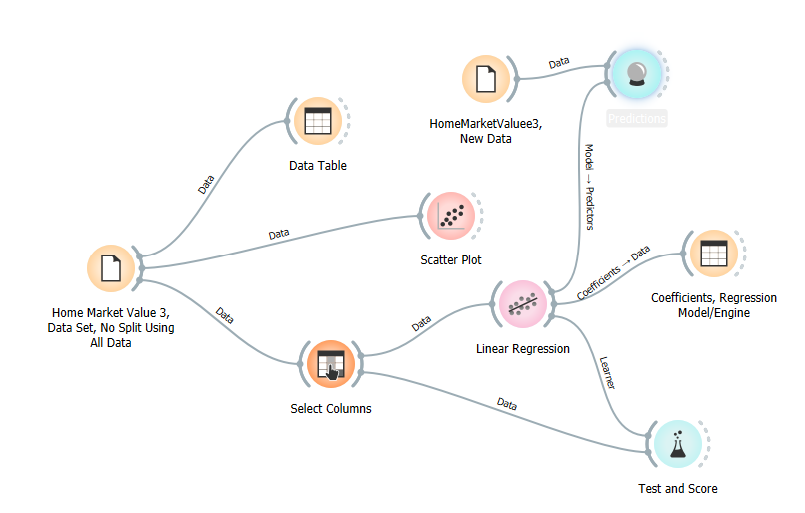 Data
Predictions
HomeMarketValuee3,
New Data
Data Table
Data
Model → Predictors
Data
Scatter Plot
Coefficients → Data
Home Market Value 3,
Data Set, No Split Using
All Data
Data
Data
Linear Regression
Coefficients, Regression
Model/Engine
Select Columns
Learner
Data
Test and Score